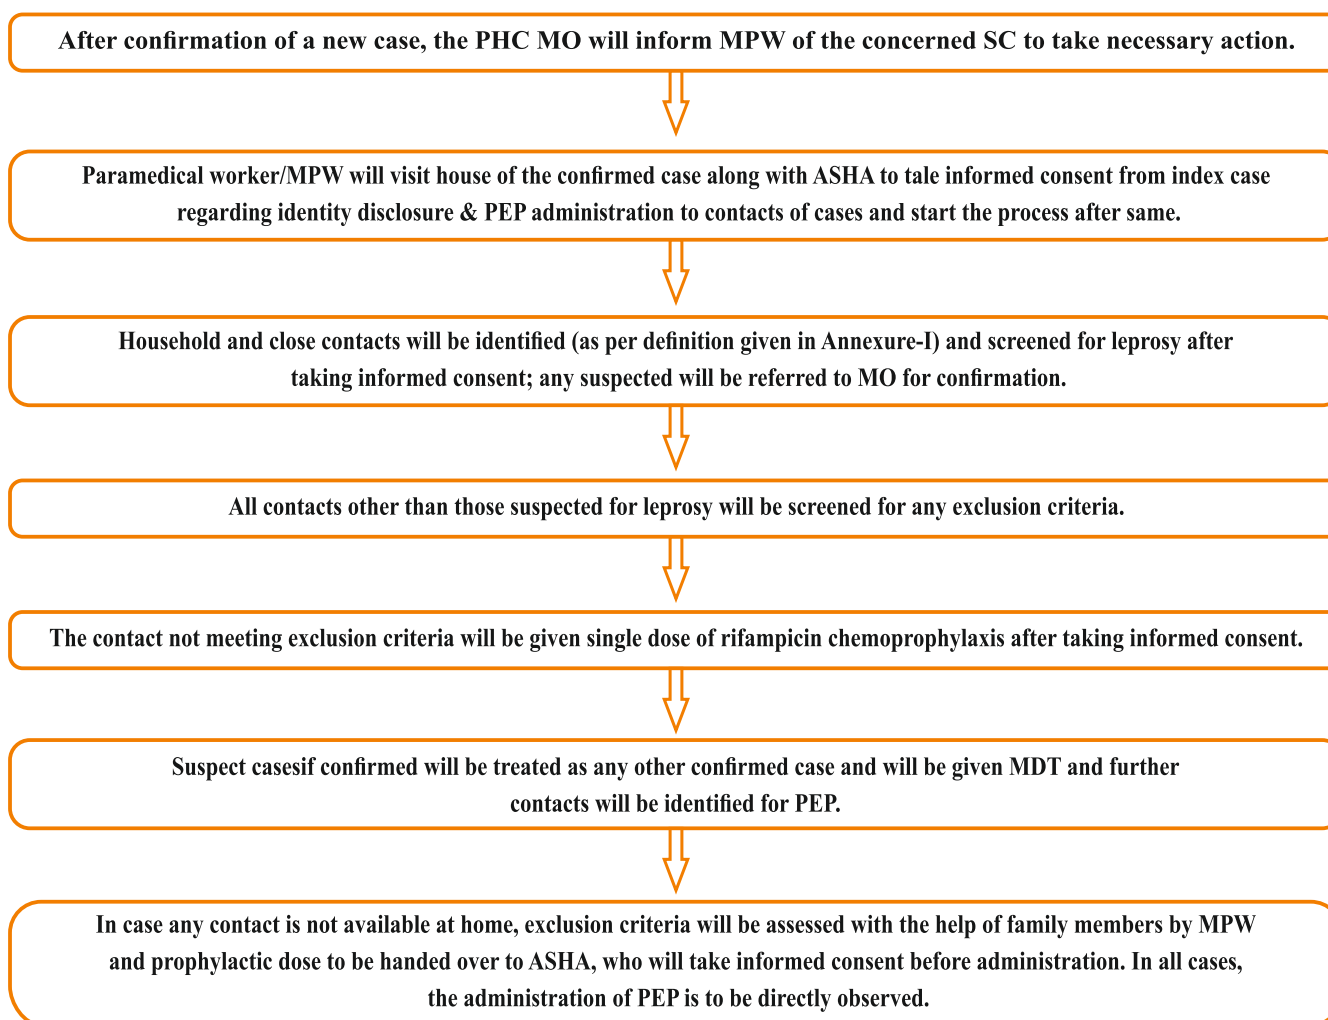 After confirmation of a new case, the PHC MO will inform MPW of the concerned SC to take necessary action.
Paramedical worker/MPW will visit house of the confirmed case along with ASHA to tale informed consent from index case
regarding identity disclosure & PEP administration to contacts of cases and start the process after same.
Household and close contacts will be identified (as per definition given in Annexure-I) and screened for leprosy after
taking informed consent; any suspected will be referred to MO for confirmation.
All contacts other than those suspected for leprosy will be screened for any exclusion criteria.
The contact not meeting exclusion criteria will be given single dose of rifampicin chemoprophylaxis after taking informed consent.
Suspect casesif confirmed will be treated as any other confirmed case and will be given MDT and further
contacts will be identified for PEP.
In case any contact is not available at home, exclusion criteria will be assessed with the help of family members by MPW
and prophylactic dose to be handed over to ASHA, who will take informed consent before administration. In all cases,
the administration of PEP is to be directly observed.